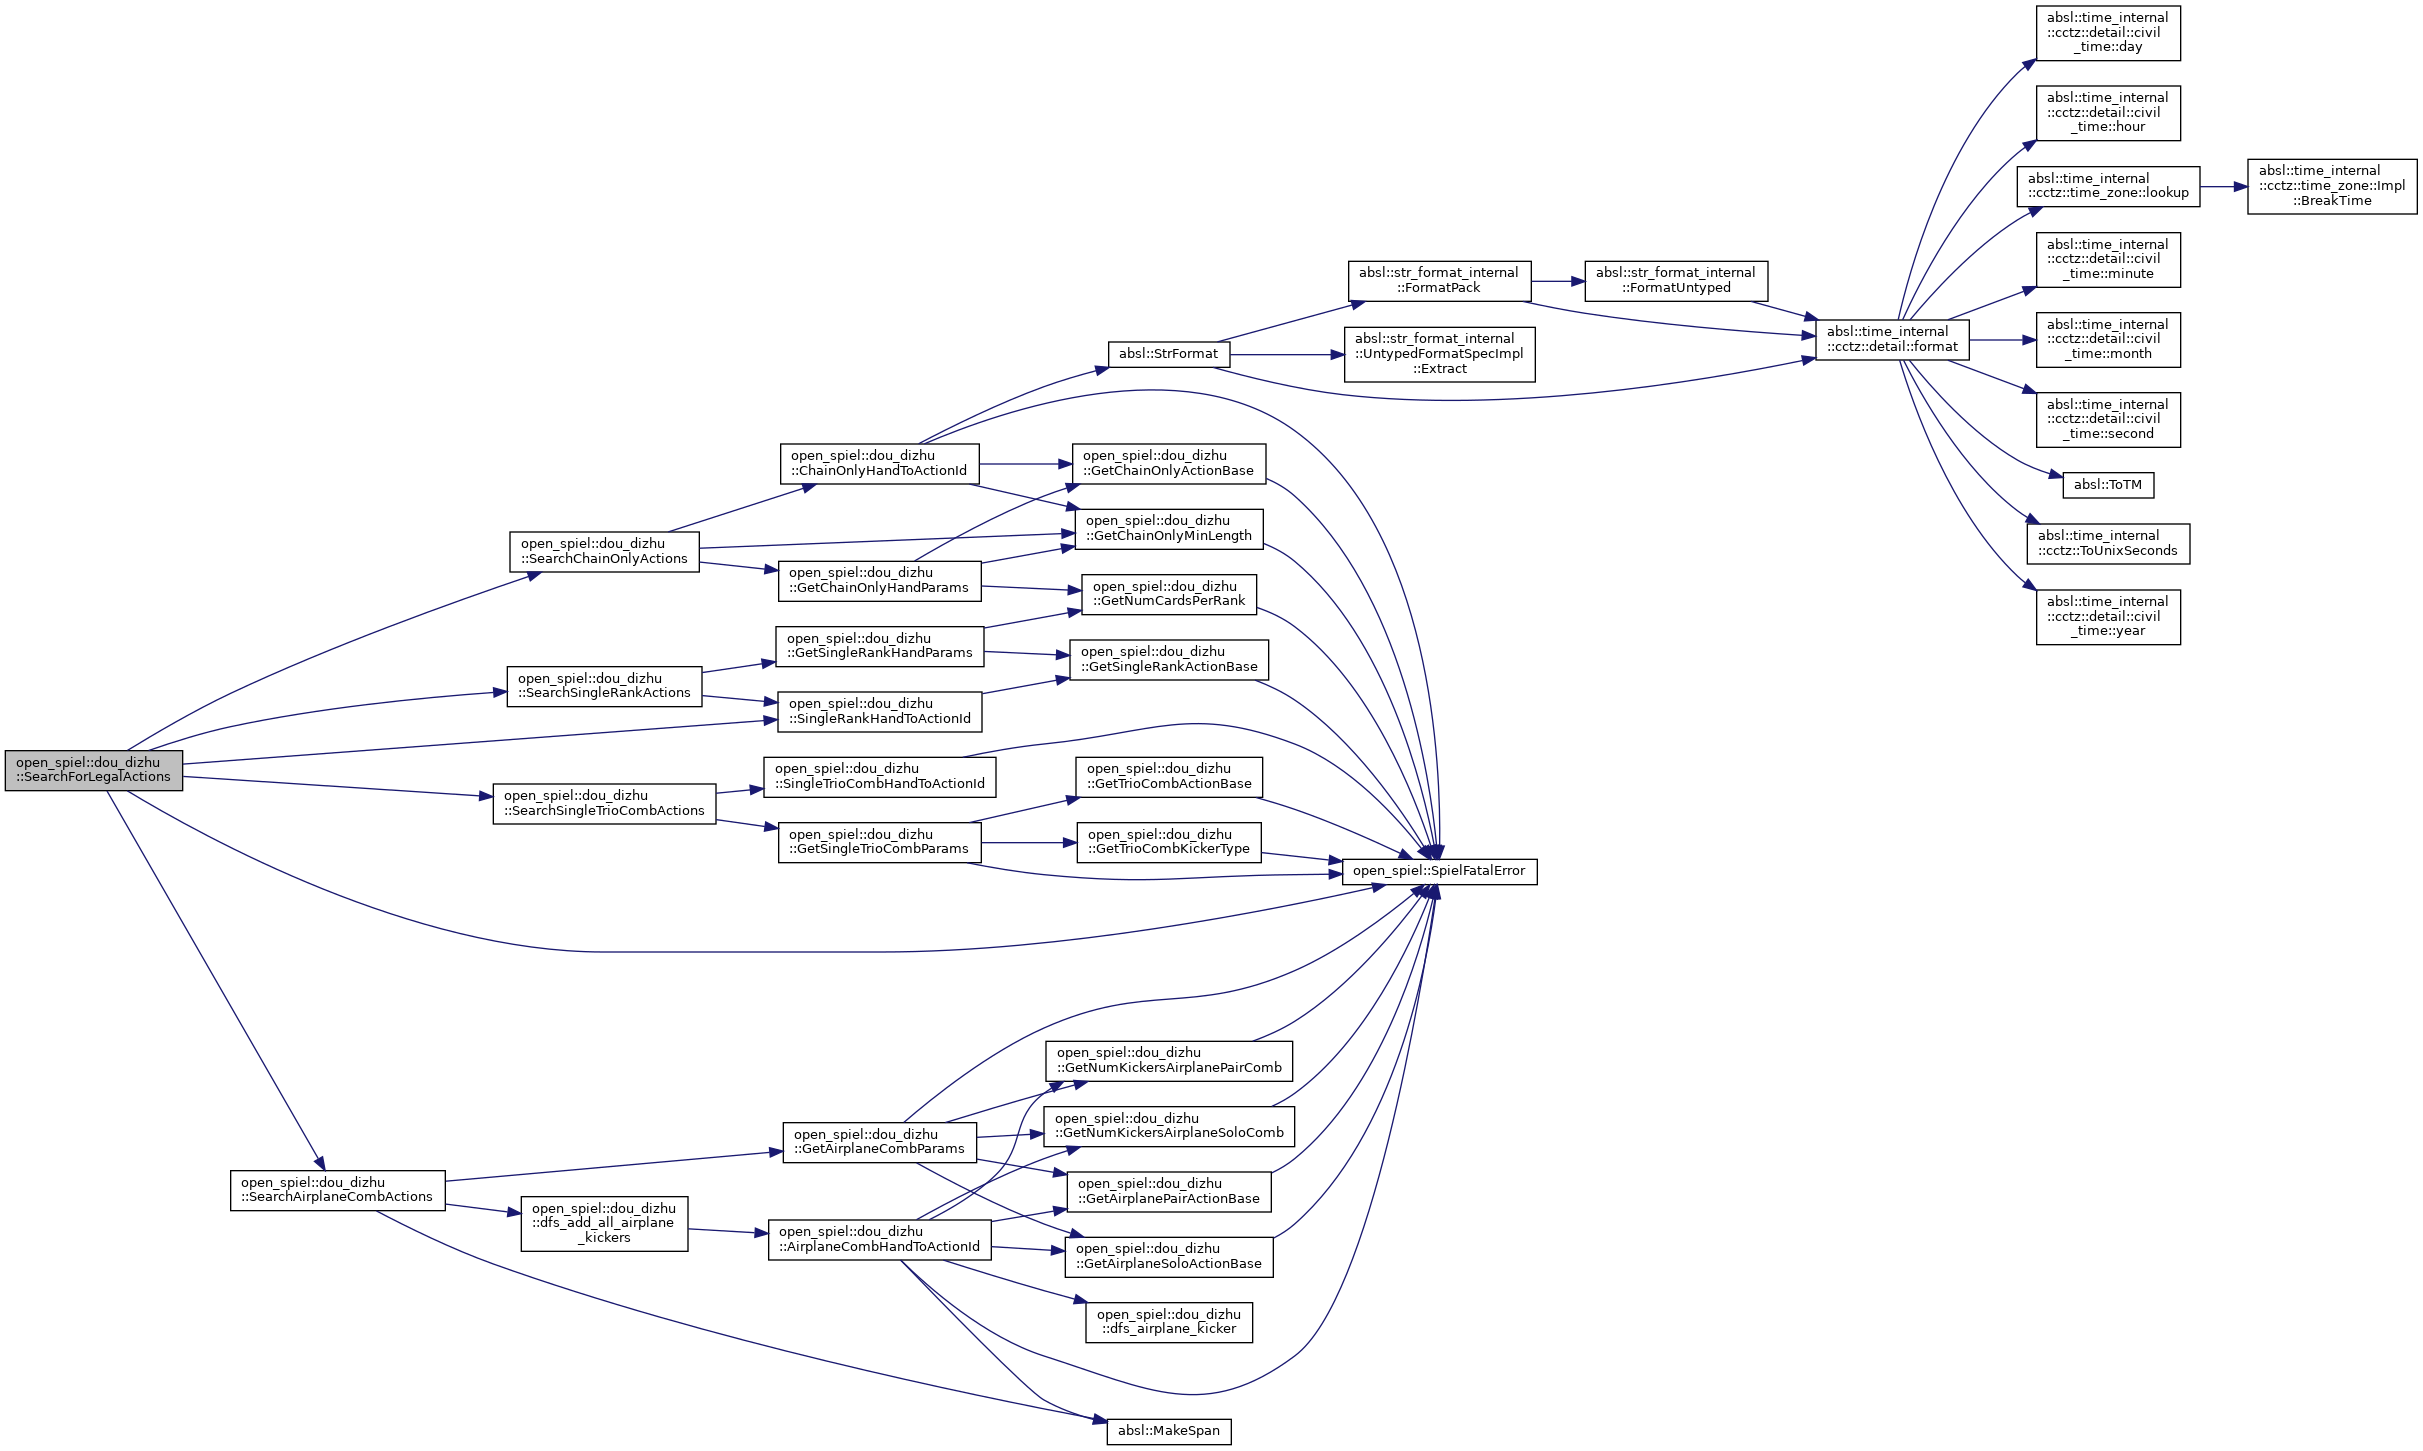 open_spiel::dou_dizhu
::SearchForLegalActions
open_spiel::dou_dizhu
::SearchAirplaneCombActions
open_spiel::dou_dizhu
::SearchChainOnlyActions
open_spiel::dou_dizhu
::SearchSingleRankActions
open_spiel::dou_dizhu
::SearchSingleTrioCombActions
open_spiel::dou_dizhu
::dfs_add_all_airplane
_kickers
open_spiel::dou_dizhu
::ChainOnlyHandToActionId
open_spiel::dou_dizhu
::GetChainOnlyHandParams
open_spiel::dou_dizhu
::GetSingleRankHandParams
open_spiel::dou_dizhu
::SingleRankHandToActionId
open_spiel::dou_dizhu
::SingleTrioCombHandToActionId
open_spiel::dou_dizhu
::GetSingleTrioCombParams
open_spiel::dou_dizhu
::GetAirplaneCombParams
open_spiel::dou_dizhu
::AirplaneCombHandToActionId
absl::StrFormat
open_spiel::dou_dizhu
::GetChainOnlyActionBase
open_spiel::dou_dizhu
::GetChainOnlyMinLength
open_spiel::dou_dizhu
::GetNumCardsPerRank
open_spiel::dou_dizhu
::GetSingleRankActionBase
open_spiel::dou_dizhu
::GetTrioCombActionBase
open_spiel::dou_dizhu
::GetTrioCombKickerType
open_spiel::dou_dizhu
::GetNumKickersAirplanePairComb
open_spiel::dou_dizhu
::GetNumKickersAirplaneSoloComb
open_spiel::dou_dizhu
::GetAirplanePairActionBase
open_spiel::dou_dizhu
::GetAirplaneSoloActionBase
open_spiel::dou_dizhu
::dfs_airplane_kicker
absl::MakeSpan
absl::str_format_internal
::FormatPack
absl::str_format_internal
::UntypedFormatSpecImpl
::Extract
open_spiel::SpielFatalError
absl::str_format_internal
::FormatUntyped
absl::time_internal
::cctz::detail::format
absl::time_internal
::cctz::detail::civil
_time::day
absl::time_internal
::cctz::detail::civil
_time::hour
absl::time_internal
::cctz::time_zone::lookup
absl::time_internal
::cctz::detail::civil
_time::minute
absl::time_internal
::cctz::detail::civil
_time::month
absl::time_internal
::cctz::detail::civil
_time::second
absl::ToTM
absl::time_internal
::cctz::ToUnixSeconds
absl::time_internal
::cctz::detail::civil
_time::year
absl::time_internal
::cctz::time_zone::Impl
::BreakTime